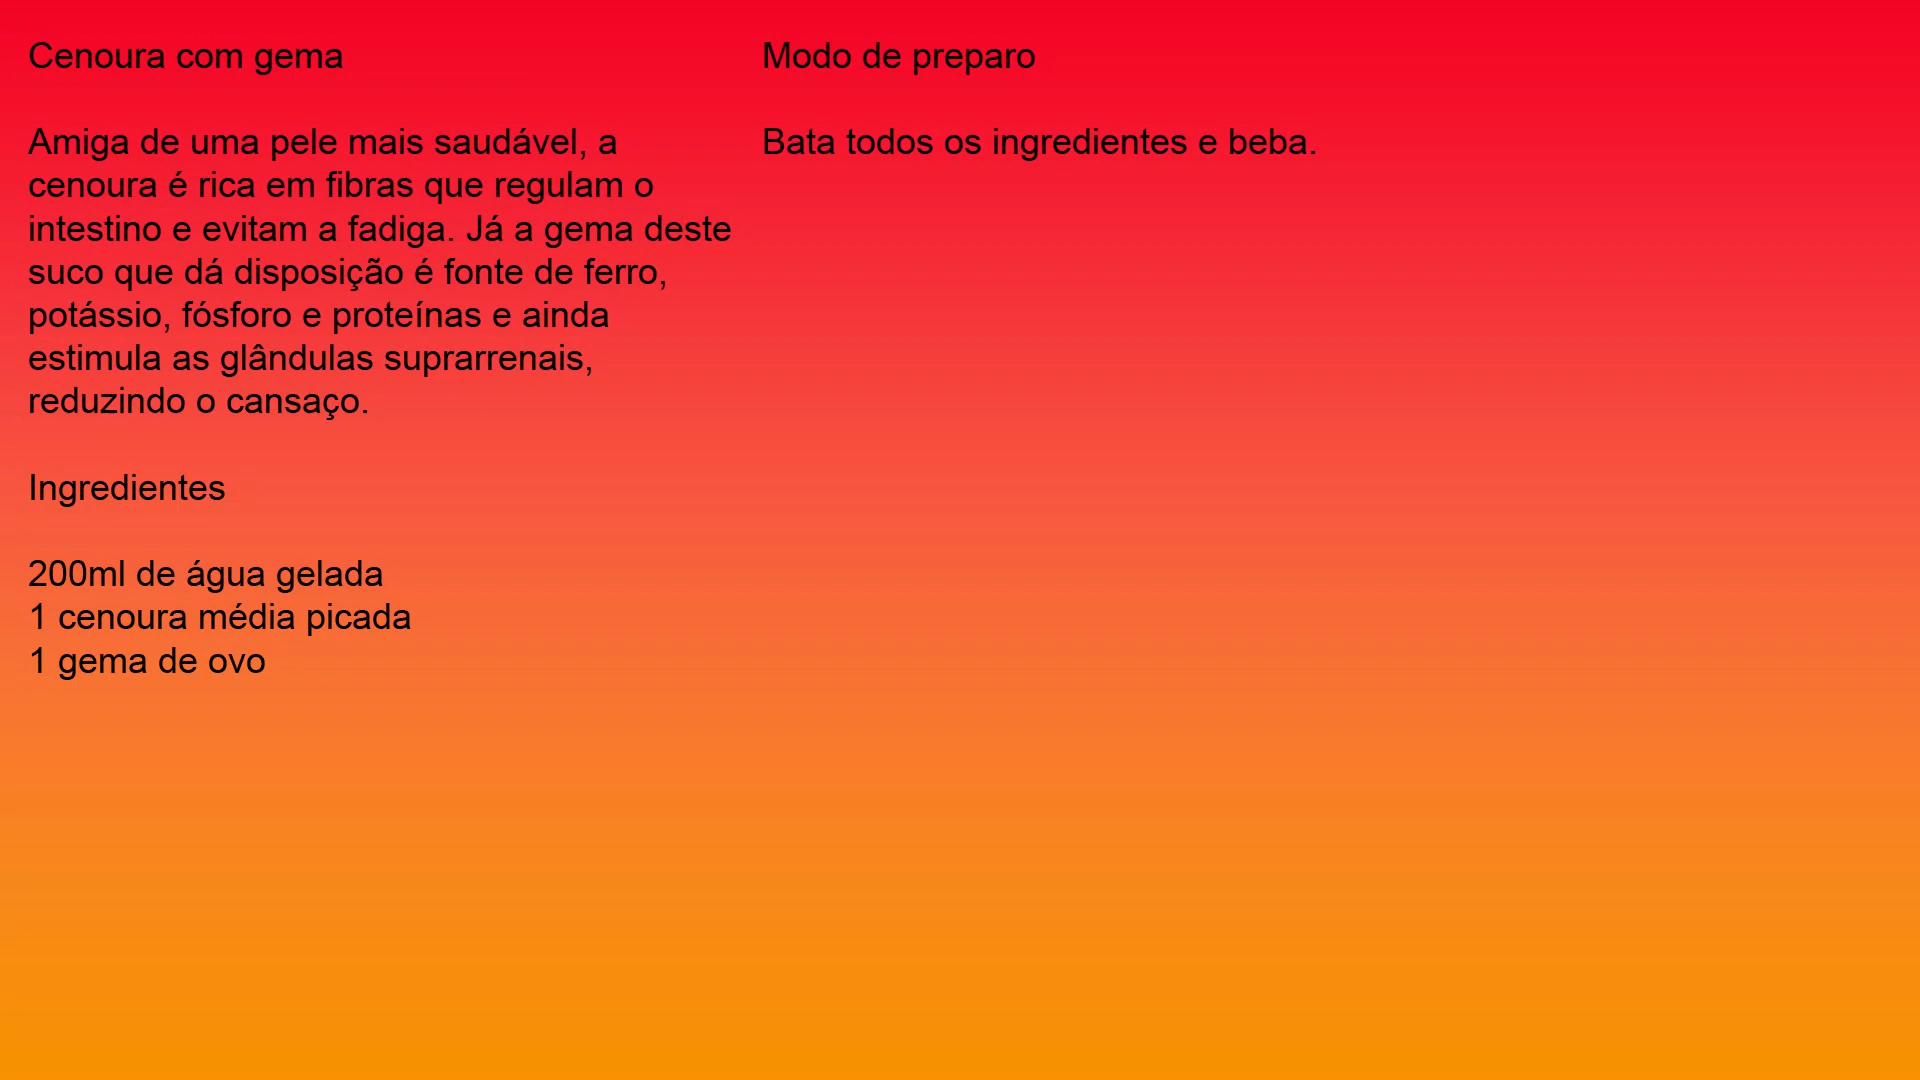 Cenoura com gema
Amiga de uma pele mais saudável, a
cenoura é rica em fibras que regulam o
intestino e evitam a fadiga. Já a gema deste
suco que dá disposição é fonte de ferro,
potássio, fósforo e proteínas e ainda
estimula as glândulas suprarrenais,
reduzindo o cansaço.
Ingredientes
200ml de água gelada
1 cenoura média picada
1 gema de ovo
Modo de preparo
Bata todos os ingredientes e beba.